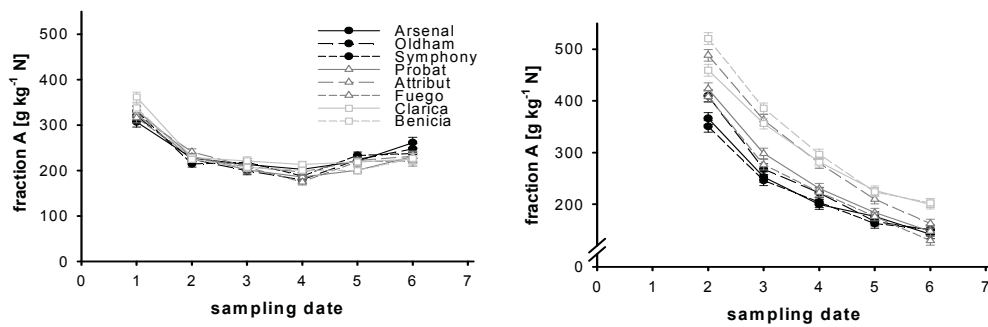 500
400
300
200
100
0
fraction A [g kg-1 N]
0 1 2 3 4 5 6 7
sampling date
Arsenal
Oldham
Symphony
Probat
Attribut
Fuego
Clarica
Benicia
500
400
300
200
0
fraction A [g kg-1 N]
0 1 2 3 4 5 6 7
sampling date